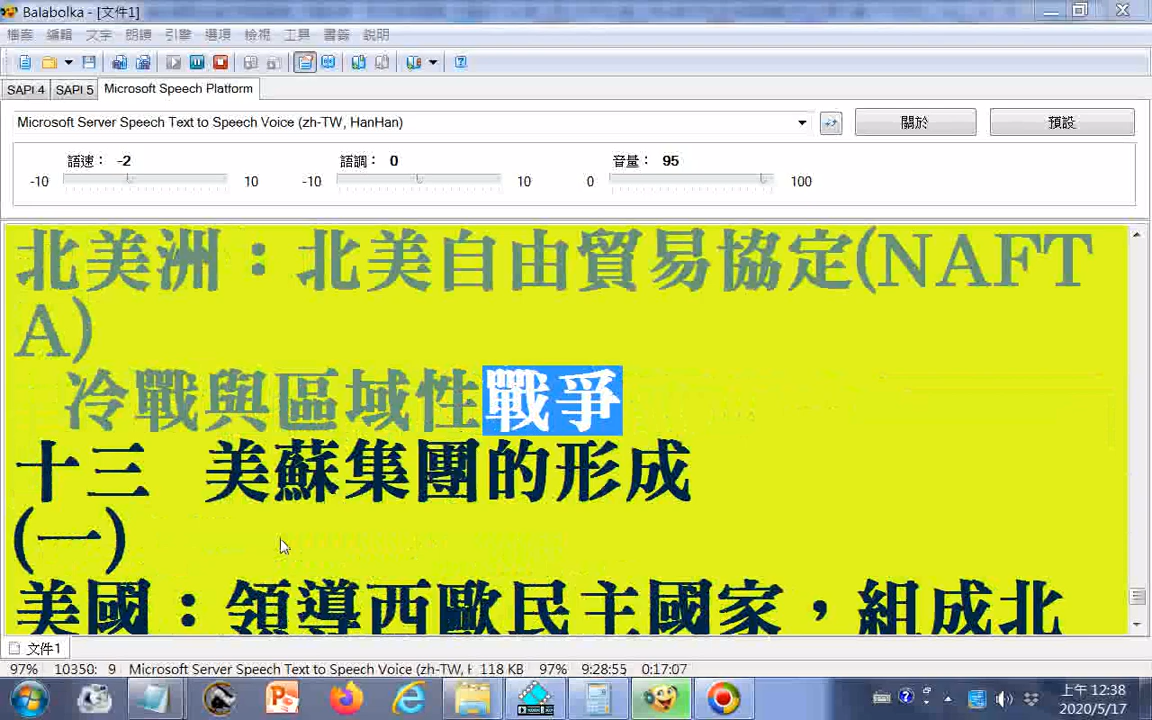 Balabolka - [文件1]
檔案 編輯 文字 朗讀 引擎 選項 檢視 工具 書籤 說明
SAPI 4 SAPI 5 Microsoft Speech Platform
Microsoft Server Speech Text to Speech Voice (zh-TW, HanHan) 關於 預設
語速： -2 語調： 0 音量： 95
-10 10 -10 10 0 100
北美洲：北美自由貿易協定(NAFT
A)
冷戰與區域性戰爭
十三 美蘇集團的形成
(一)
美國：領導西歐民主國家，組成北
文件1
97% 10350: 9 Microsoft Server Speech Text to Speech Voice (zh-TW, 118 KB 97% 9:28:55 0:17:07
上午 12:38
2020/5/17